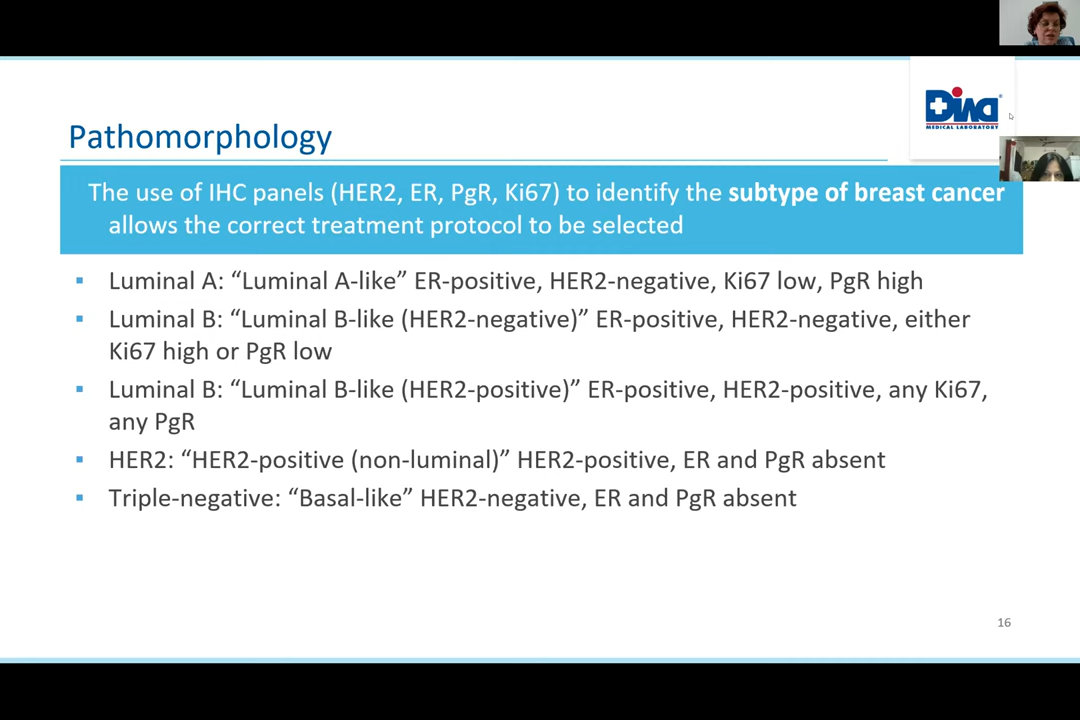 Dila
MEDICAL LABORATORY
Pathomorphology
The use of IHC panels (HER2, ER, PgR, Ki67) to identify the subtype of breast cancer
allows the correct treatment protocol to be selected
▪ Luminal A: “Luminal A-like” ER-positive, HER2-negative, Ki67 low, PgR high
▪ Luminal B: “Luminal B-like (HER2-negative)” ER-positive, HER2-negative, either
Ki67 high or PgR low
▪ Luminal B: “Luminal B-like (HER2-positive)” ER-positive, HER2-positive, any Ki67,
any PgR
▪ HER2: “HER2-positive (non-luminal)” HER2-positive, ER and PgR absent
▪ Triple-negative: “Basal-like” HER2-negative, ER and PgR absent
16